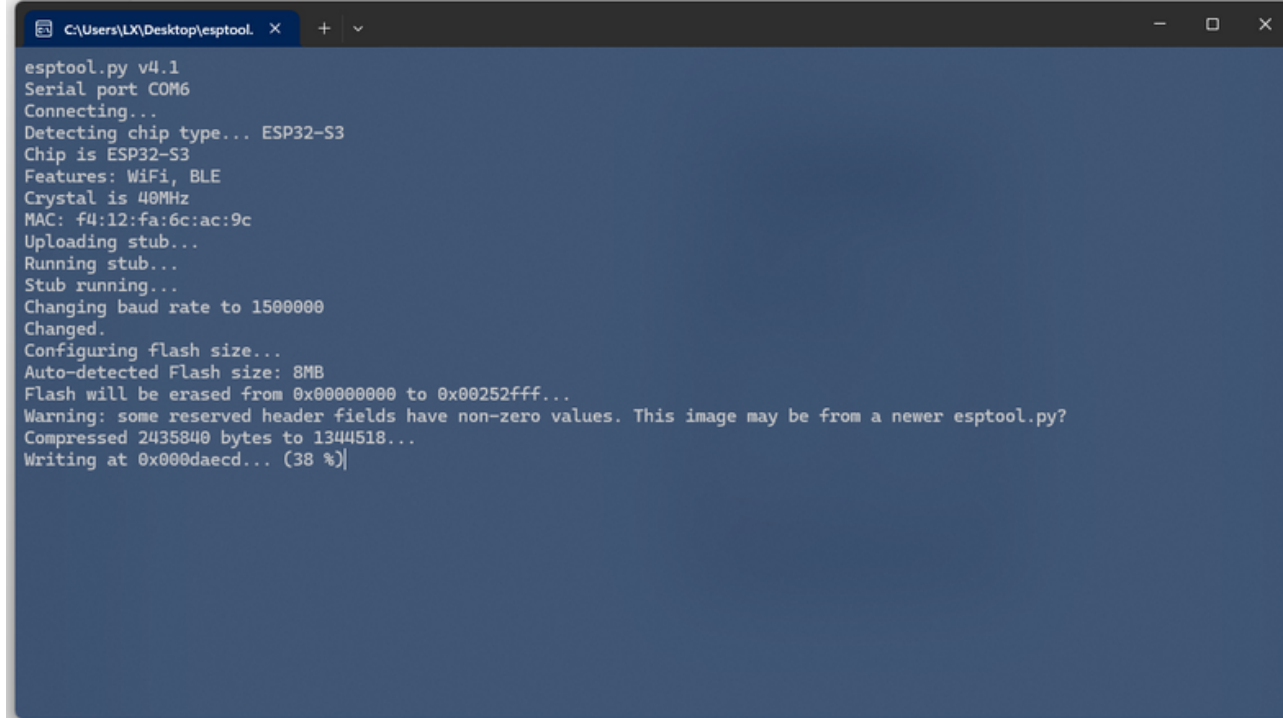 C:\Users\LX\Desktop\esptool.
esptool.py v4.1
Serial port COM6
Connecting...
Detecting chip type... ESP32-S3
Chip is ESP32-S3
Features: WiFi, BLE
Crystal is 40MHz
MAC: f4:12:fa:6c:ac:9c
Uploading stub...
Running stub...
Stub running...
Changing baud rate to 1500000
Changed.
Configuring flash size...
Auto-detected Flash size: 8MB
Flash will be erased from 0x00000000 to 0x00252fff...
Warning: some reserved header fields have non-zero values. This image may be from a newer esptool.py?
Compressed 2435840 bytes to 1344518...
Writing at 0x000daecd... (38 %)